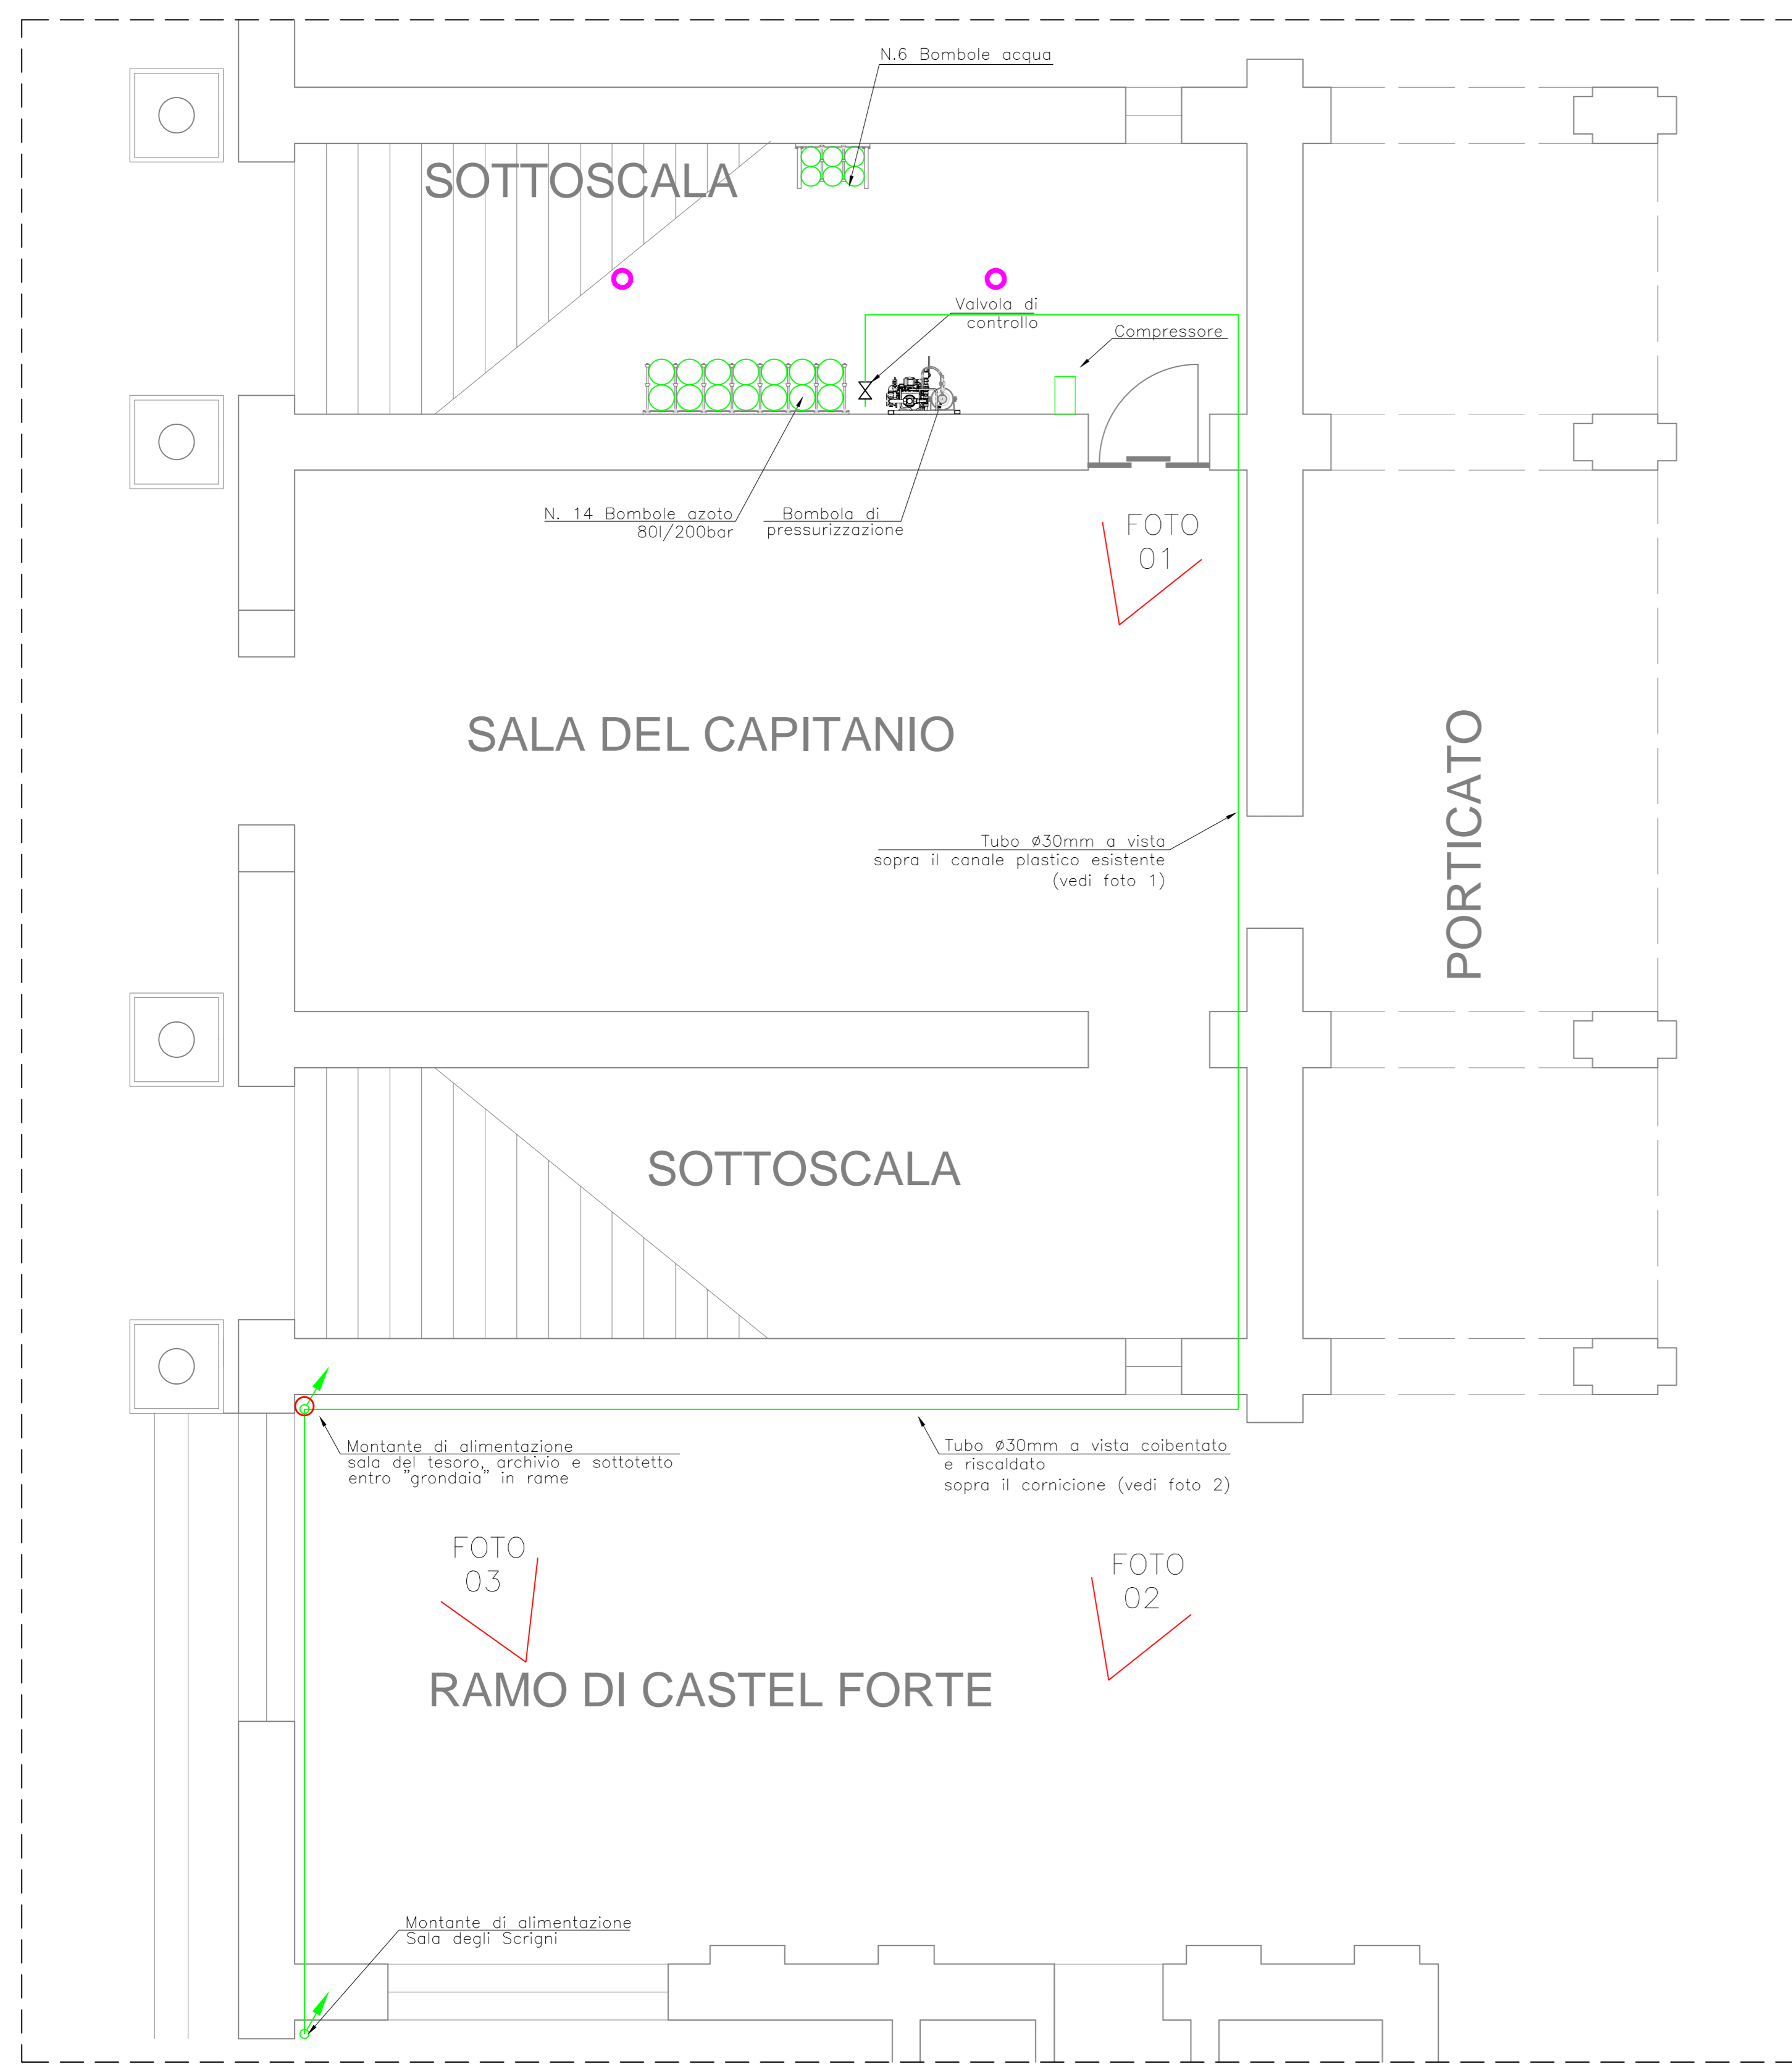 N.6 Bombole acqua
SOTTOSCALA
Valvola di
controllo
Compressore
N. 14 Bombole azoto
80l/200bar
Bombola di
pressurizzazione
FOTO
01
SALA DEL CAPITANIO
PORTICATO
Tubo ø30mm a vista
sopra il canale plastico esistente
(vedi foto 1)
SOTTOSCALA
Montante di alimentazione
sala del tesoro, archivio e sottotetto
entro "grondaia" in rame
Tubo ø30mm a vista coibentato
e riscaldato
sopra il cornicione (vedi foto 2)
FOTO
03
FOTO
02
RAMO DI CASTEL FORTE
Montante di alimentazione
Sala degli Scrigni